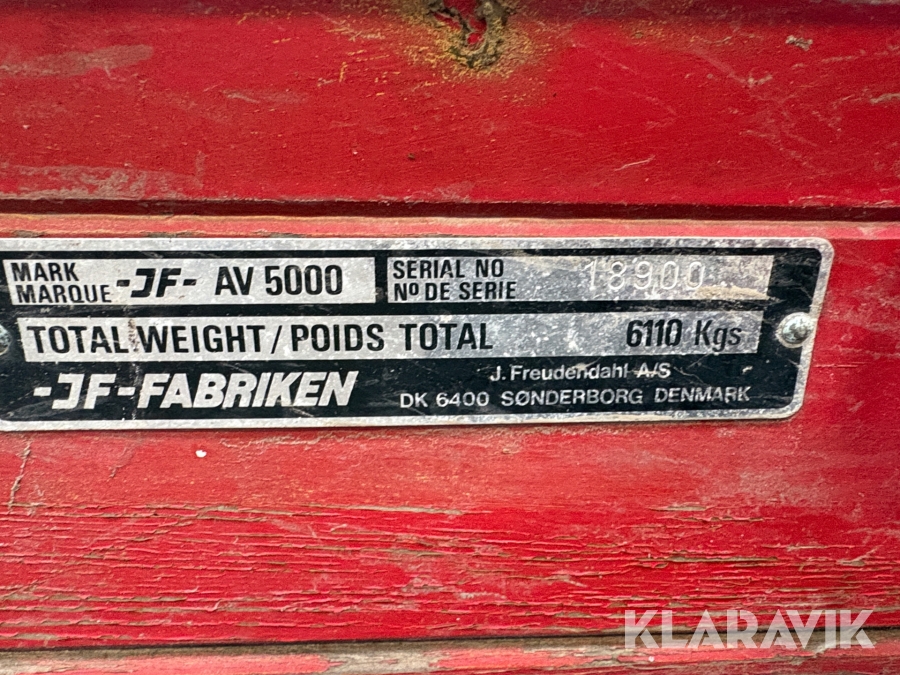 MARK
MARQUE -JF- AV 5000
SERIAL NO
Nº DE SERIE 18900
TOTAL WEIGHT/POIDS TOTAL 6110 Kgs
-JF-FABRIKEN
J. Freudendahl A/S
DK 6400 SØNDERBORG DENMARK
KLARAVIK